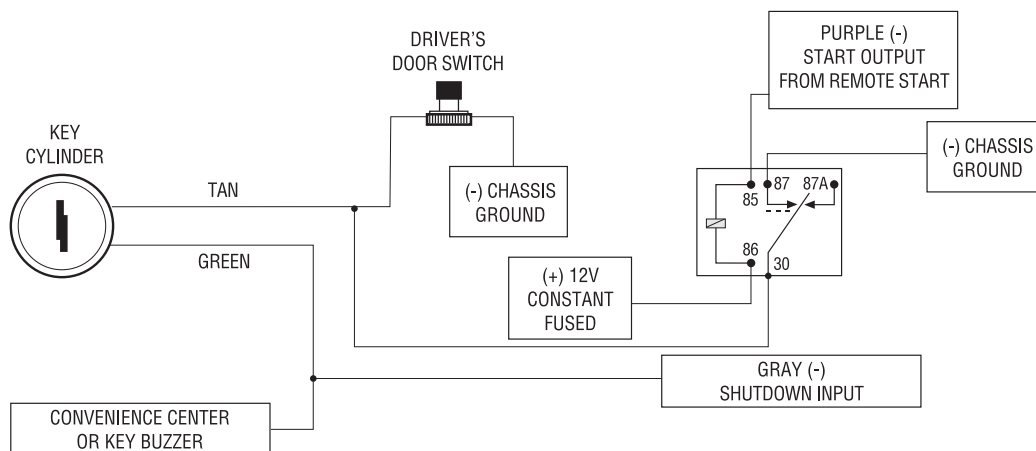 PURPLE (-)
START OUTPUT
FROM REMOTE START
DRIVER'S
DOOR SWITCH
KEY
CYLINDER
(-) CHASSIS
GROUND
TAN
(-) CHASSIS
GROUND
87 87A
85
GREEN
86
30
(+) 12V
CONSTANT
FUSED
GRAY (-)
SHUTDOWN INPUT
CONVENIENCE CENTER
OR KEY BUZZER